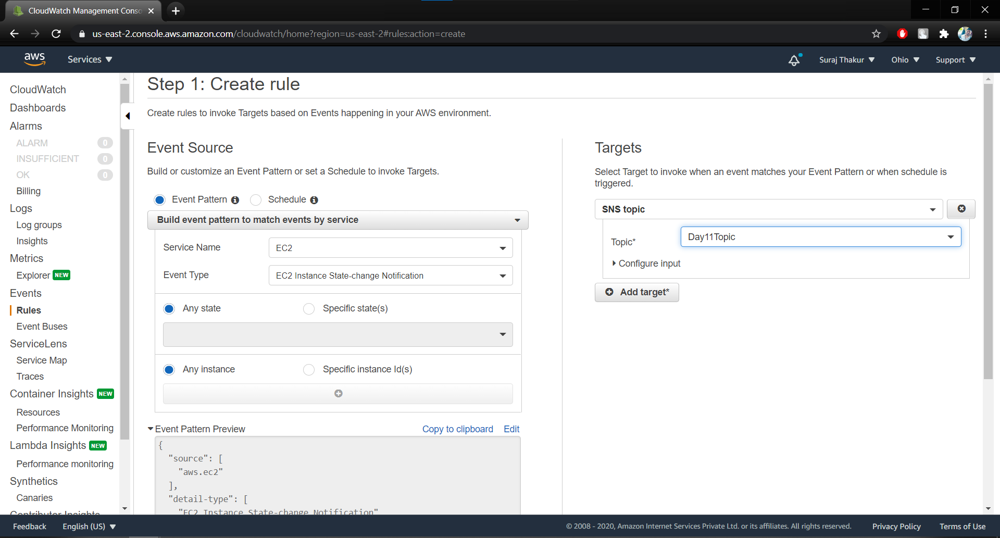 CloudWatch Management Conso
us-east-2.console.aws.amazon.com/cloudwatch/home?region=us-east-2#rules:action=create
aws
Services
Suraj Thakur
Ohio
Support
CloudWatch
Dashboards
Alarms
ALARM 0
INSUFFICIENT 0
OK 0
Billing
Logs
Log groups
Insights
Metrics
Explorer NEW
Events
Rules
Event Buses
ServiceLens
Service Map
Traces
Container Insights NEW
Resources
Performance Monitoring
Lambda Insights NEW
Performance monitoring
Synthetics
Canaries
Contributor Insights
Step 1: Create rule
Create rules to invoke Targets based on Events happening in your AWS environment.
Event Source
Build or customize an Event Pattern or set a Schedule to invoke Targets.
Event Pattern
Schedule
Build event pattern to match events by service
Service Name
EC2
Event Type
EC2 Instance State-change Notification
Any state
Specific state(s)
Any instance
Specific instance Id(s)
Event Pattern Preview
Copy to clipboard
Edit
{
"source": [
"aws.ec2"
],
"detail-type": [
"EC2 Instance State-change Notification"
Targets
Select Target to invoke when an event matches your Event Pattern or when schedule is
triggered.
SNS topic
Topic*
Day11Topic
Configure input
Add target*
Feedback
English (US)
© 2008 - 2020, Amazon Internet Services Private Ltd. or its affiliates. All rights reserved.
Privacy Policy
Terms of Use